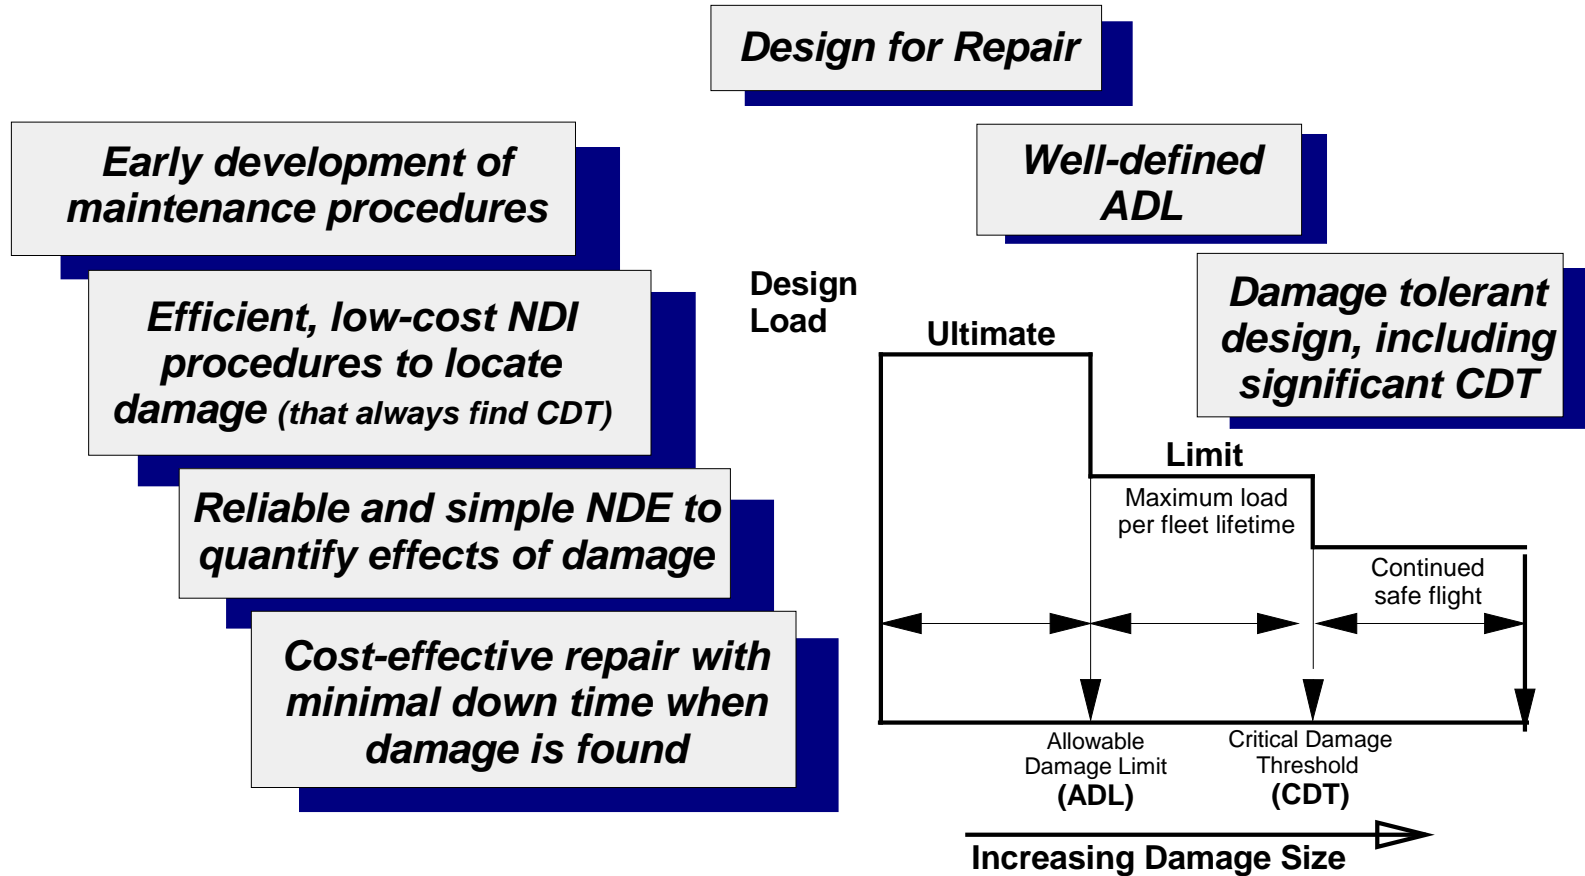 Design for Repair
Early development of
maintenance procedures
Well-defined
ADL
Efficient, low-cost NDI
procedures to locate
damage (that always find CDT)
Damage tolerant
design, including
significant CDT
Reliable and simple NDE to
quantify effects of damage
Cost-effective repair with
minimal down time when
damage is found
Design
Load
Ultimate
Limit
Maximum load
per fleet lifetime
Continued
safe flight
Allowable
Damage Limit
(ADL)
Critical Damage
Threshold
(CDT)
Increasing Damage Size